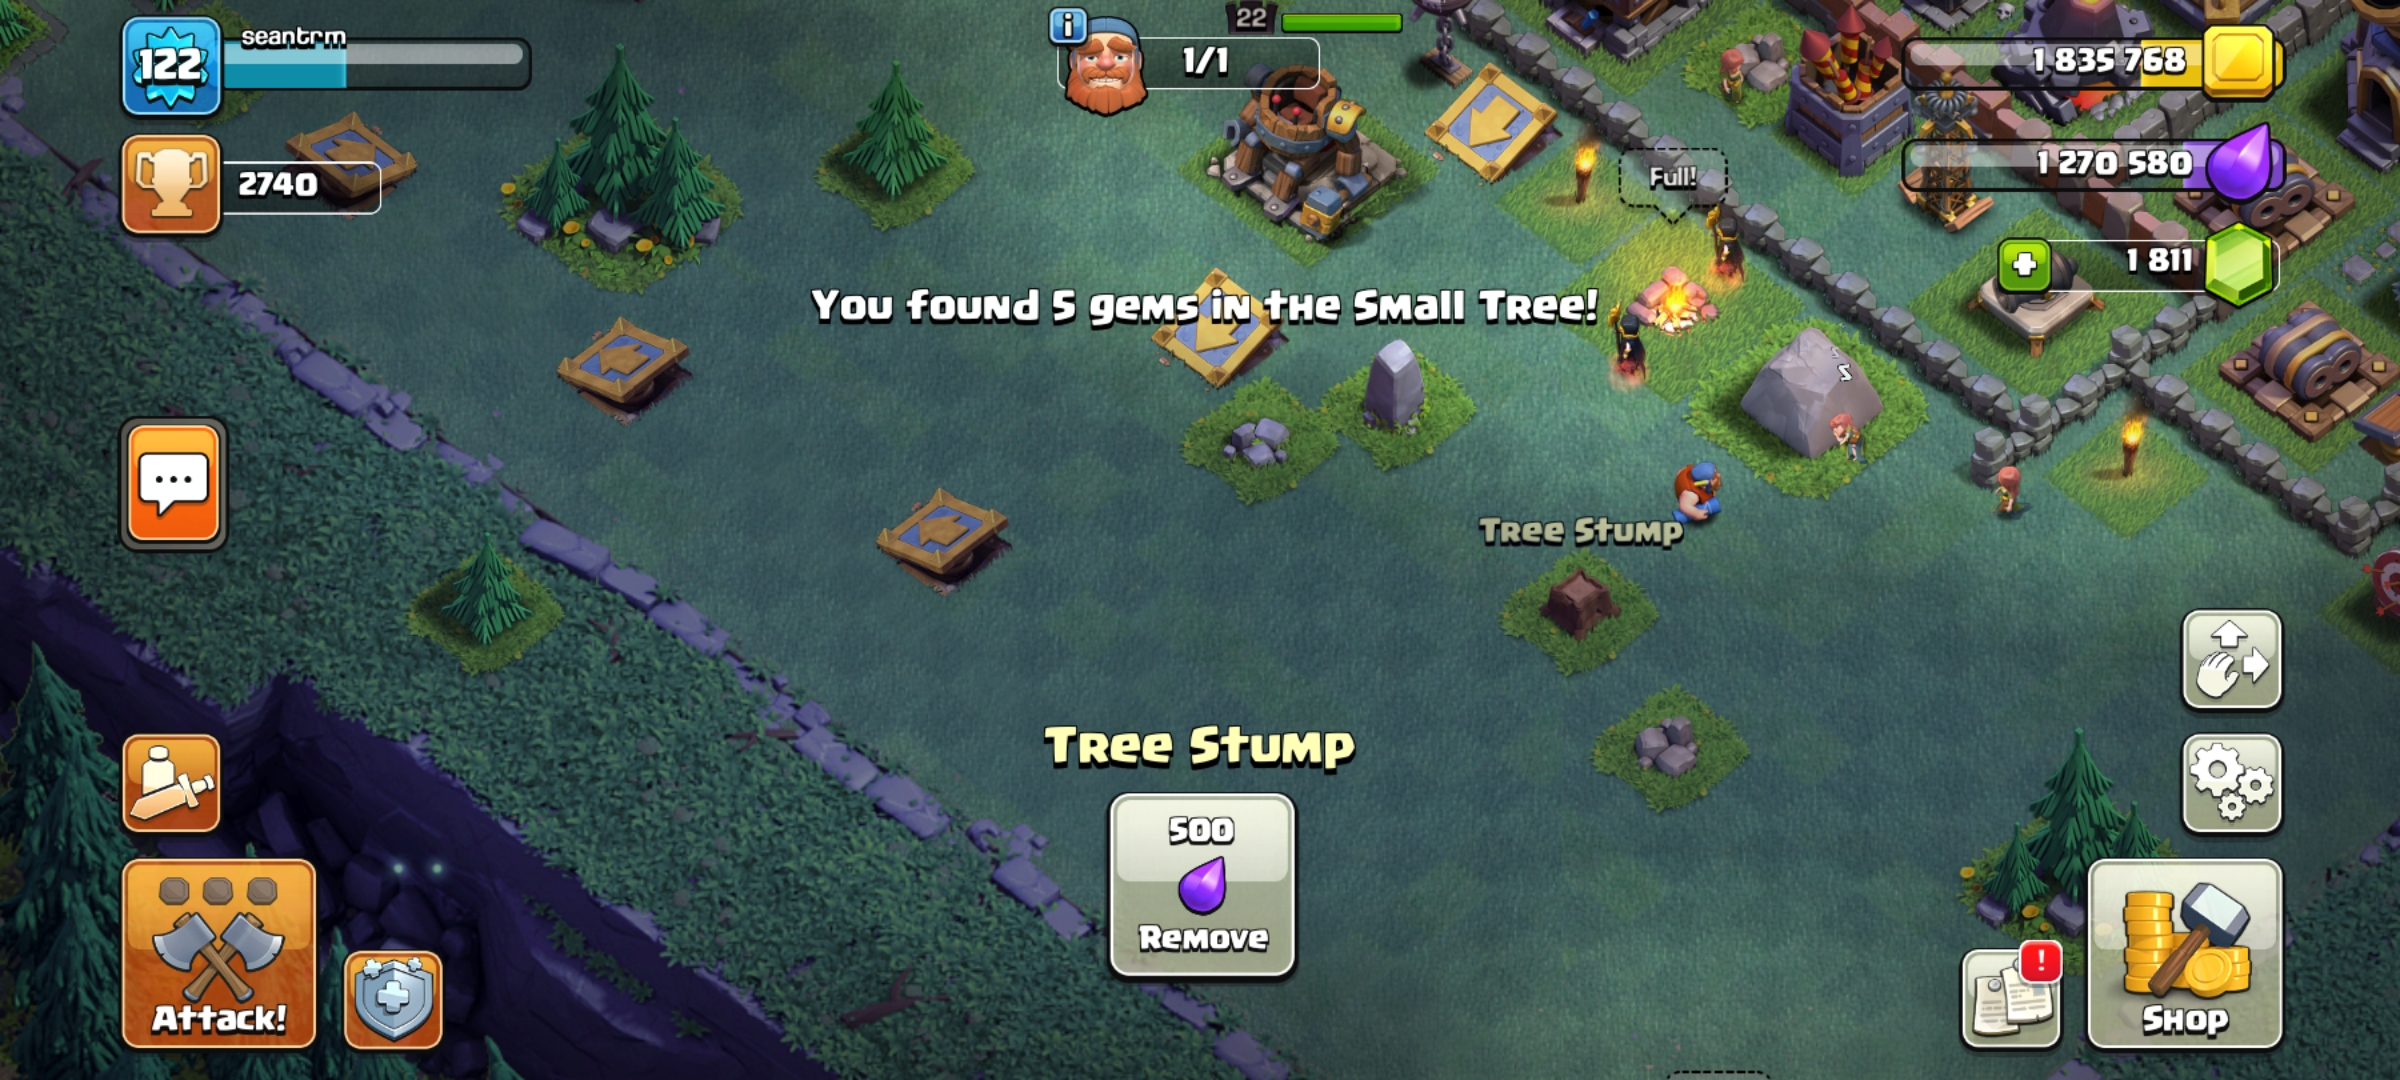 122
seantrm
2740
22
1/1
1 835 768
1 270 580
1 811
Full!
You found 5 gems in the Small Tree!
Tree Stump
Tree Stump
500
Remove
Attack!
Shop